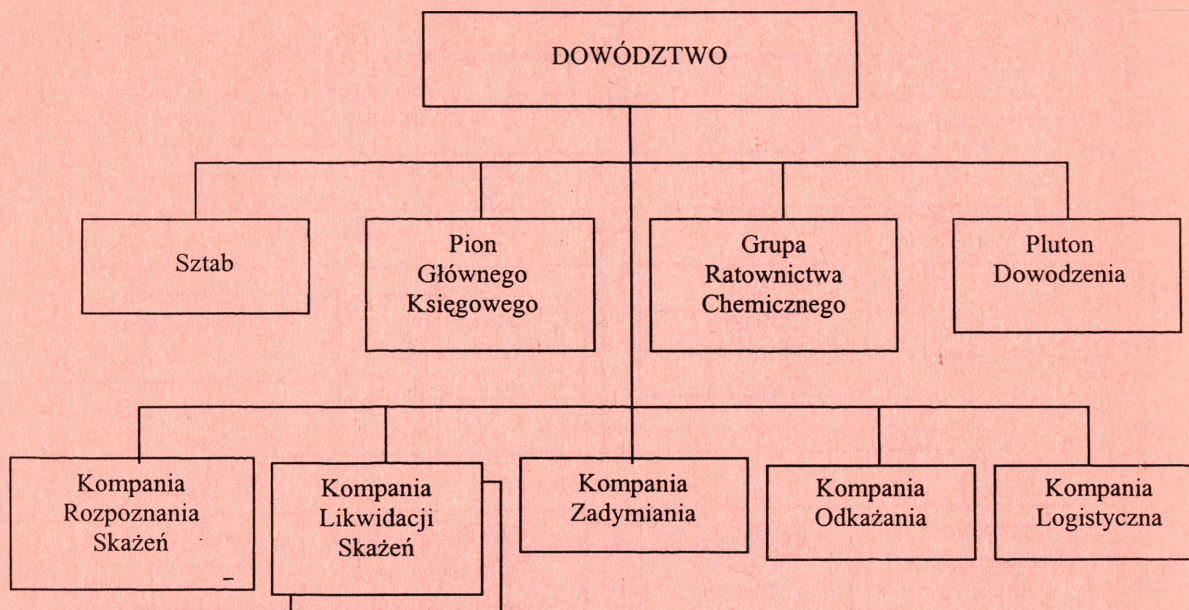 DOWÓDZTWO
Sztab
Pion
Głównego
Księgowego
Grupa
Ratownictwa
Chemicznego
Pluton
Dowodzenia
Kompania
Rozpoznania
Skażeń
Kompania
Likwidacji
Skażeń
Kompania
Zadymiania
Kompania
Odkażania
Kompania
Logistyczna